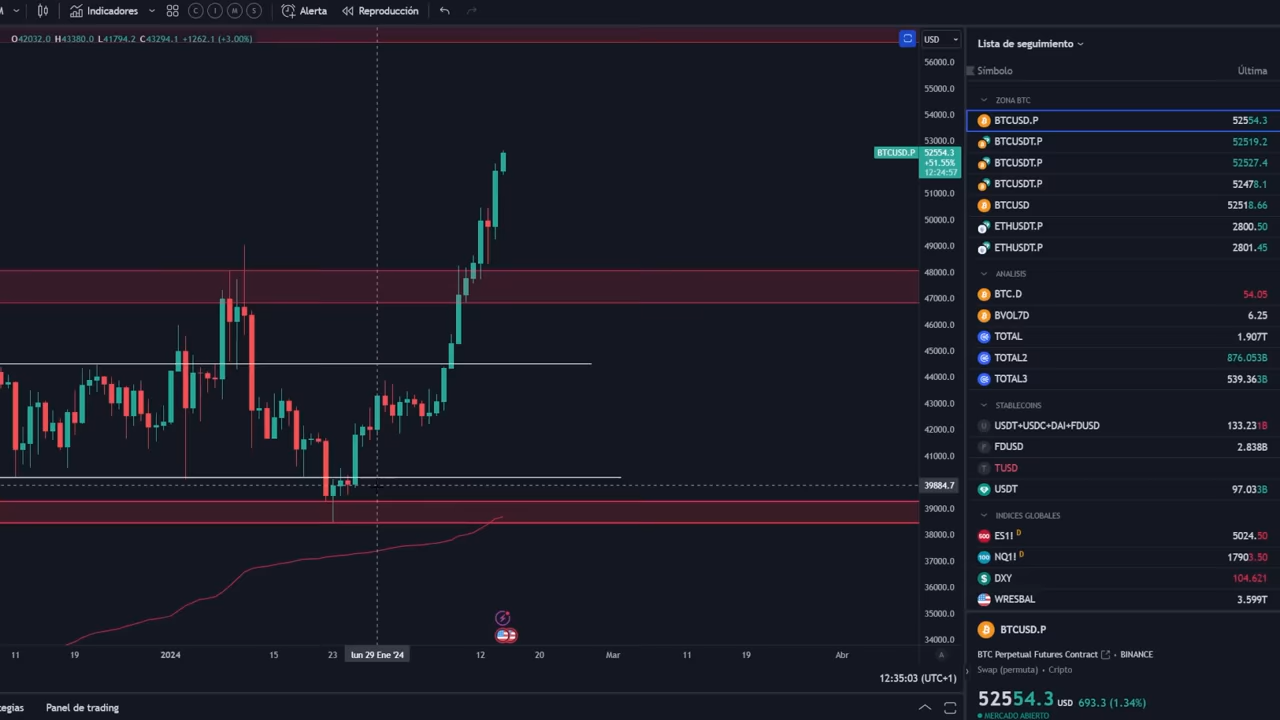 M Indicadores C I M S Alerta Reproducción
O42032.0 H43380.0 L41794.2 C43294.1 +1262.1 (+3.00%)
USD
56000.0
55000.0
54000.0
53000.0
BTCUSD.P 52554.3
+51.55%
12:24:57
51000.0
50000.0
49000.0
48000.0
47000.0
46000.0
45000.0
44000.0
43000.0
42000.0
41000.0
39884.7
39000.0
38000.0
37000.0
36000.0
35000.0
34000.0
11 19 2024 15 23 lun 29 Ene '24 12 20 Mar 11 19 Abr A
12:35:03 (UTC+1)
egias Panel de trading
Lista de seguimiento
Símbolo Última
ZONA BTC
BTCUSD.P 52554.3
BTCUSDT.P 52519.2
BTCUSDT.P 52527.4
BTCUSDT.P 52478.1
BTCUSD 52518.66
ETHUSDT.P 2800.50
ETHUSDT.P 2801.45
ANALISIS
BTC.D 54.05
BVOL7D 6.25
TOTAL 1.907T
TOTAL2 876.053B
TOTAL3 539.363B
STABLECOINS
U USDT+USDC+DAI+FDUSD 133.231B
F FDUSD 2.838B
T TUSD
USDT 97.033B
INDICES GLOBALES
500 ES1! D 5024.50
100 NQ1! D 17903.50
DXY 104.621
WRESBAL 3.599T
BTCUSD.P
BTC Perpetual Futures Contract • BINANCE
Swap (permuta) • Cripto
52554.3 USD 693.3 (1.34%)
MERCADO ABIERTO